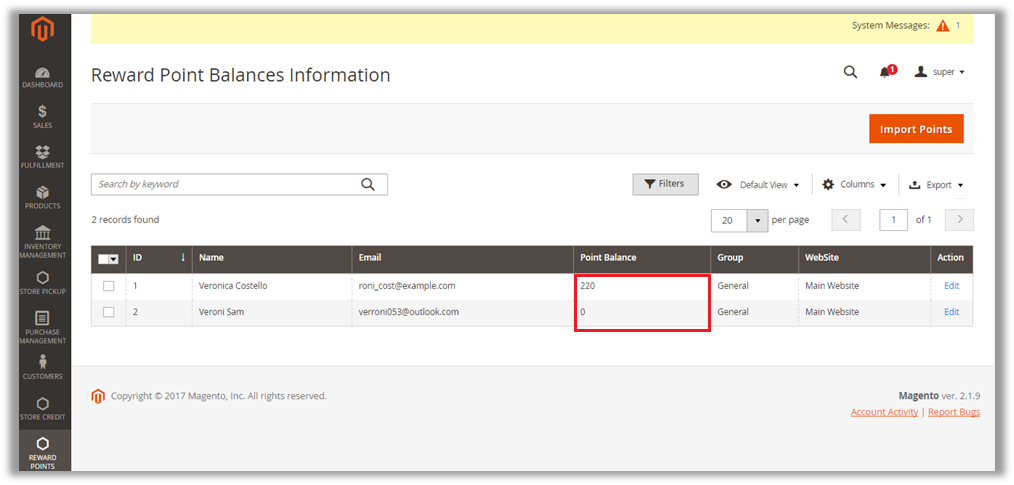 System Messages: 1
Reward Point Balances Information
1 super
Import Points
Search by keyword
Filters Default View Columns Export
2 records found
20 per page 1 of 1
ID ↓ Name Email Point Balance Group WebSite Action
1 Veronica Costello roni_cost@example.com 220 General Main Website Edit
2 Veroni Sam verroni053@outlook.com 0 General Main Website Edit
Copyright © 2017 Magento, Inc. All rights reserved.
Magento ver. 2.1.9
Account Activity | Report Bugs
DASHBOARD
$
SALES
FULFILLMENT
PRODUCTS
INVENTORY
MANAGEMENT
STORE PICKUP
PURCHASE
MANAGEMENT
CUSTOMERS
STORE CREDIT
REWARD
POINTS